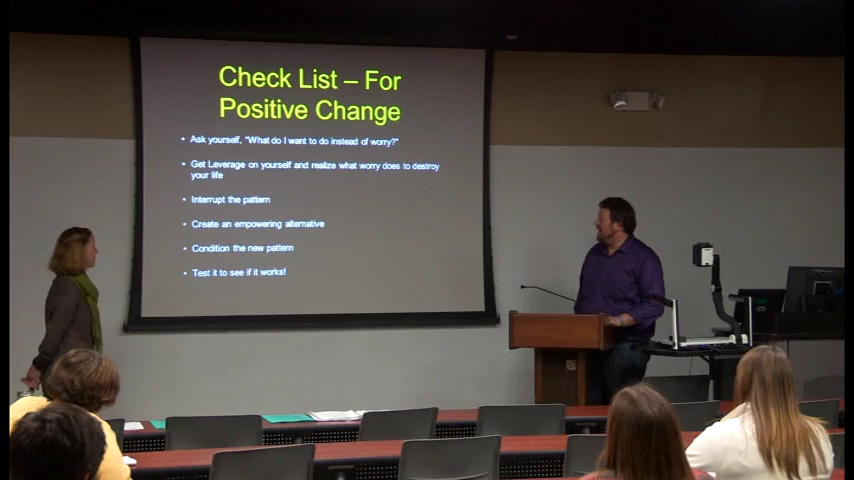 Check List – For
Positive Change
• Ask yourself, "What do I want to do instead of worry?"
• Get Leverage on yourself and realize what worry does to destroy
your life
• Interrupt the pattern
• Create an empowering alternative
• Condition the new pattern
• Test it to see if it works!